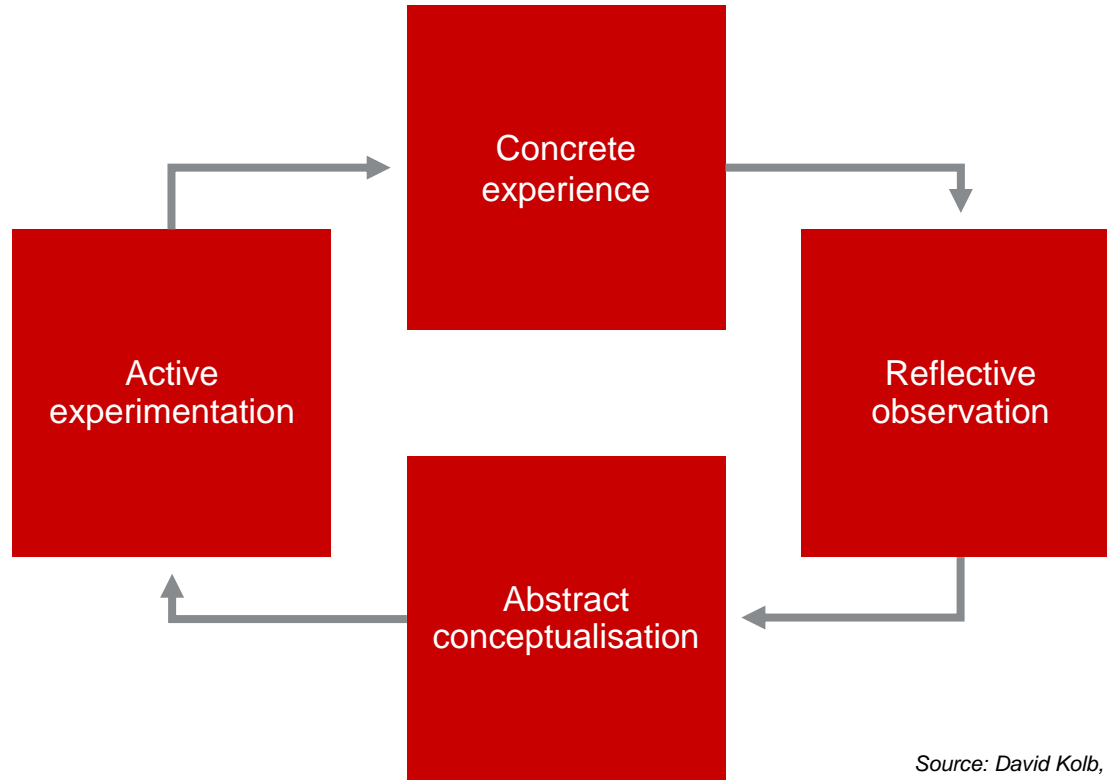 Concrete
experience
Reflective
observation
Abstract
conceptualisation
Active
experimentation
Source: David Kolb,